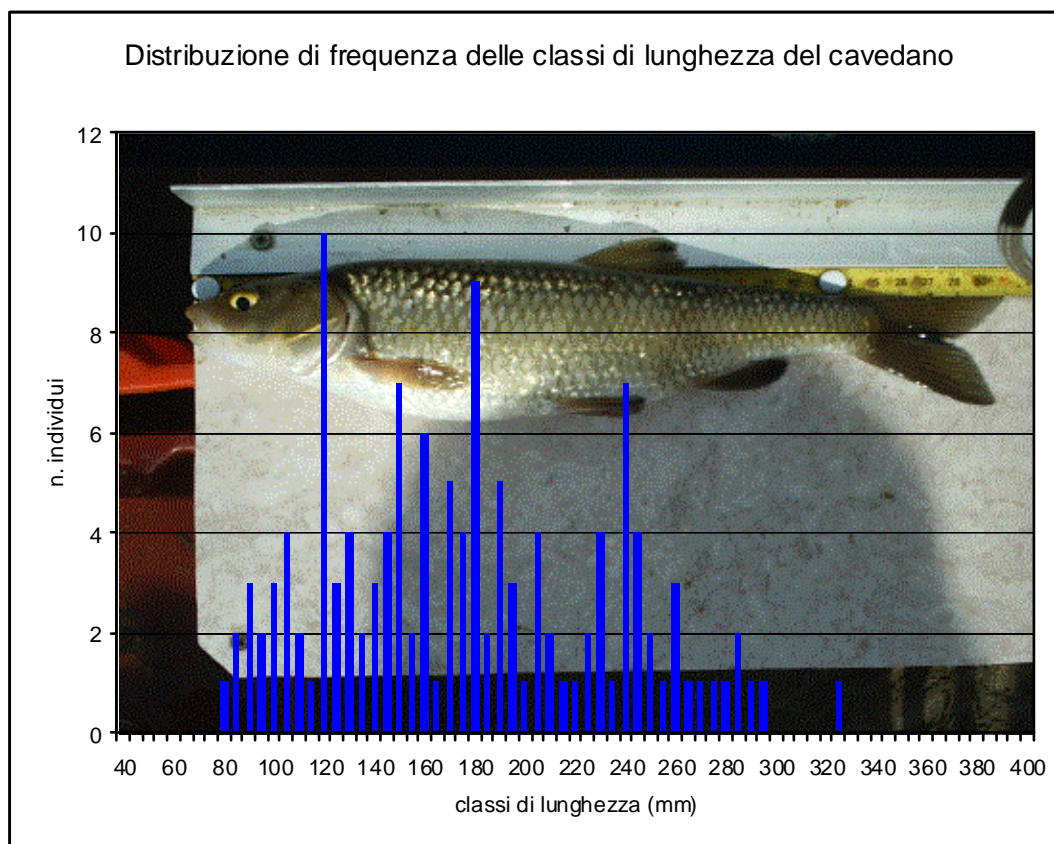 Distribuzione di frequenza delle classi di lunghezza del cavedano
12
10
8
6
4
2
0
n. individui
40 60 80 100 120 140 160 180 200 220 240 260 280 300 320 340 360 380 400
classi di lunghezza (mm)